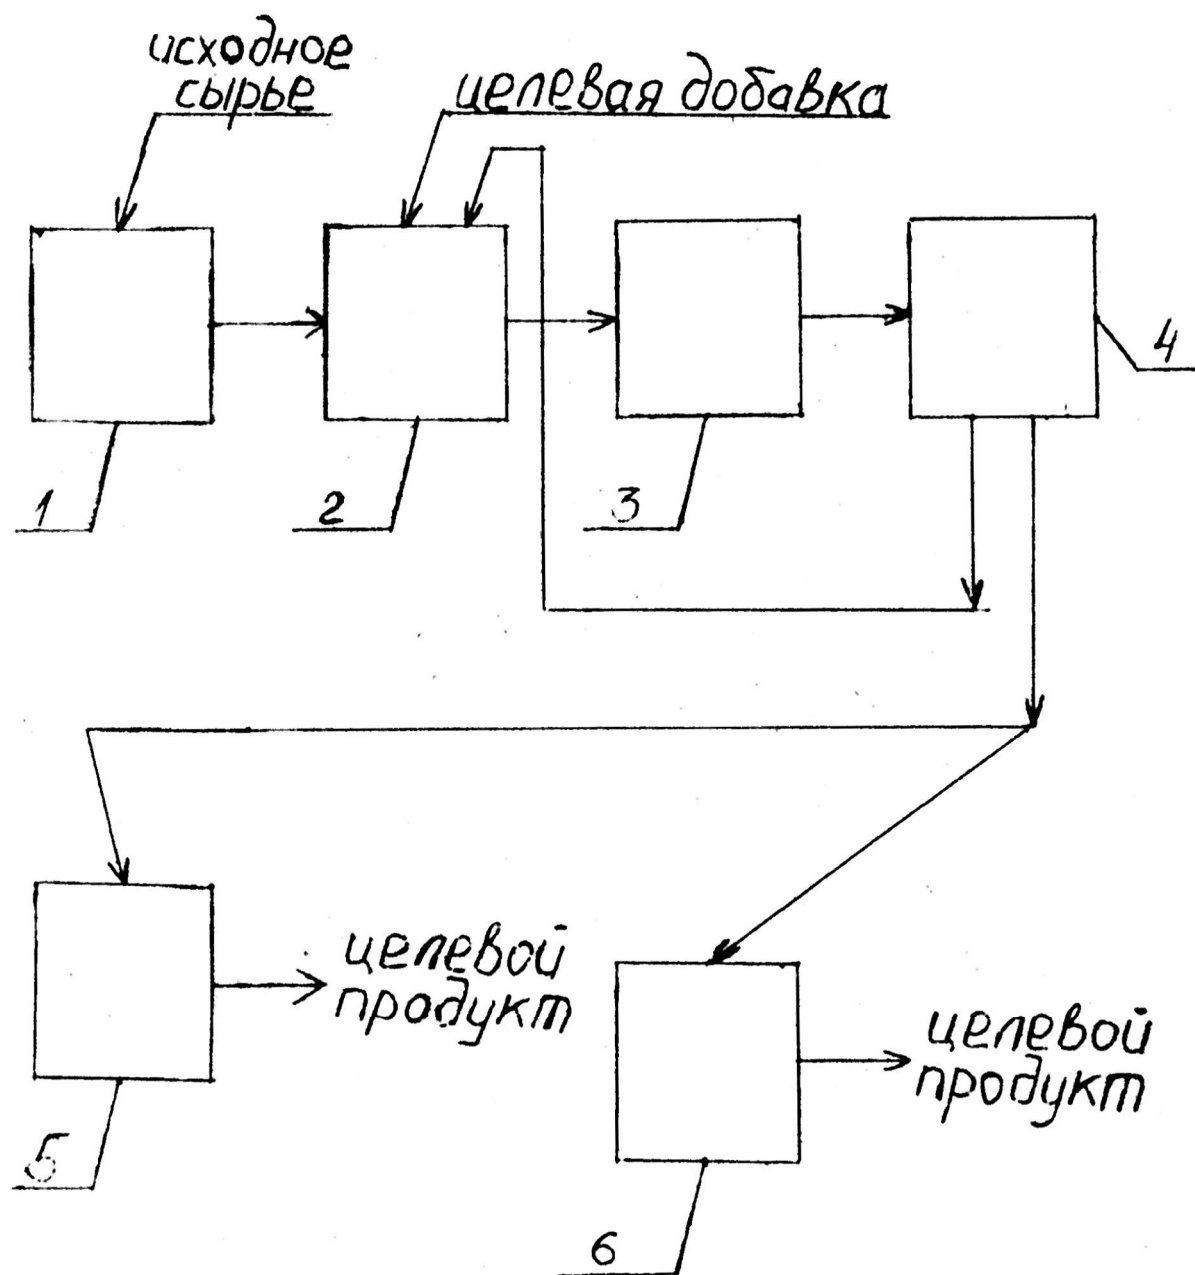 исходное
сырье
целевая добавка
4
1
2
3
целевой
продукт
целевой
продукт
5
6